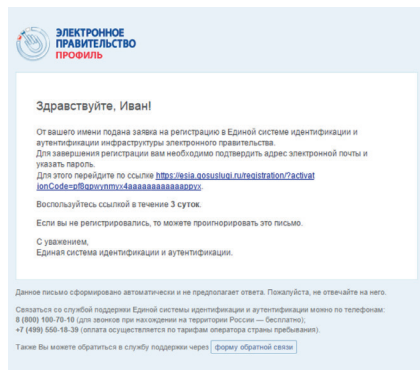 ЭЛЕКТРОННОЕ
ПРАВИТЕЛЬСТВО
ПРОФИЛЬ
Здравствуйте, Иван!
От вашего имени подана заявка на регистрацию в Единой системе идентификации и
аутентификации инфраструктуры электронного правительства.
Для завершения регистрации вам необходимо подтвердить адрес электронной почты и
указать пароль.
Для этого перейдите по ссылке https://esia.gosuslugi.ru/registration/?activat
ionCode=pf8qpwynmyx4aaaaaaaaaaappyx.
Воспользуйтесь ссылкой в течение 3 суток.
Если вы не регистрировались, то можете проигнорировать это письмо.
С уважением,
Единая система идентификации и аутентификации.
Данное письмо сформировано автоматически и не предполагает ответа. Пожалуйста, не отвечайте на него.
Связаться со службой поддержки Единой системы идентификации и аутентификации можно по телефонам:
8 (800) 100-70-10 (для звонков при нахождении на территории России — бесплатно);
+7 (499) 550-18-39 (оплата осуществляется по тарифам оператора страны пребывания).
Также Вы можете обратиться в службу поддержки через форму обратной связи